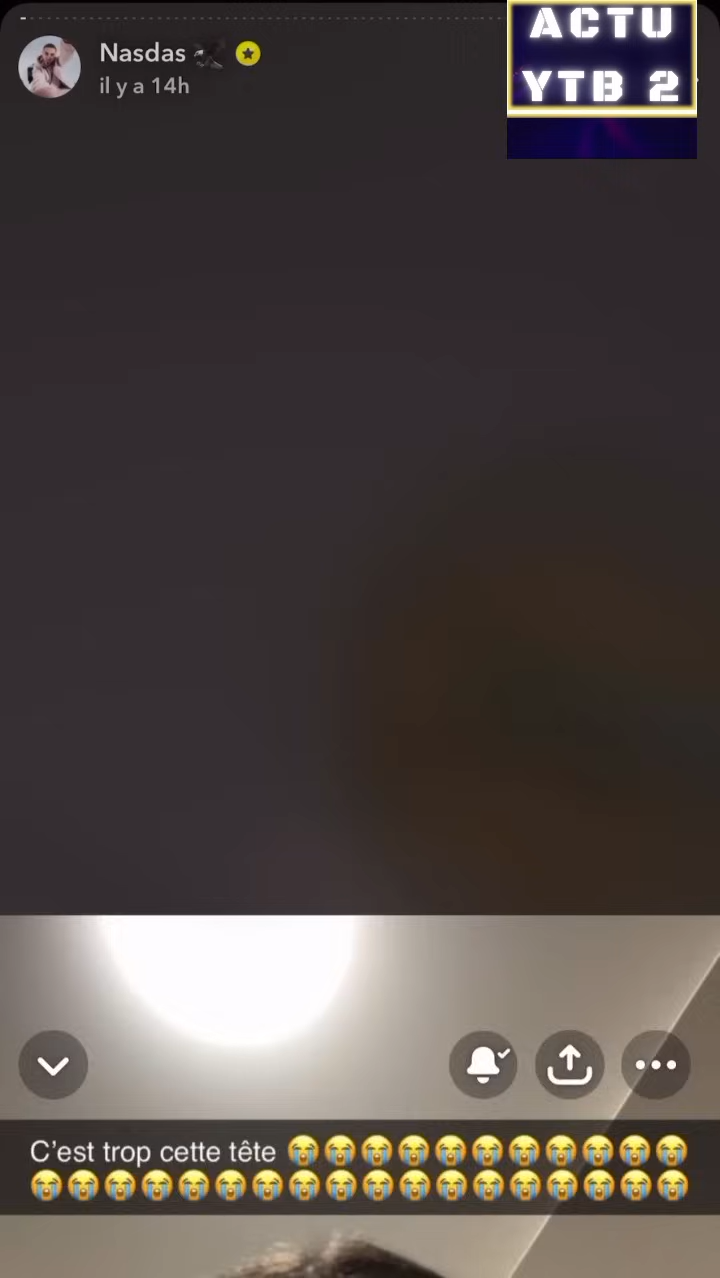 Nasdas
il y a 14h
ACTU
YTB 2
C’est trop cette tête 😭😭😭😭😭😭😭😭😭😭😭
😭😭😭😭😭😭😭😭😭😭😭😭😭😭😭😭😭😭